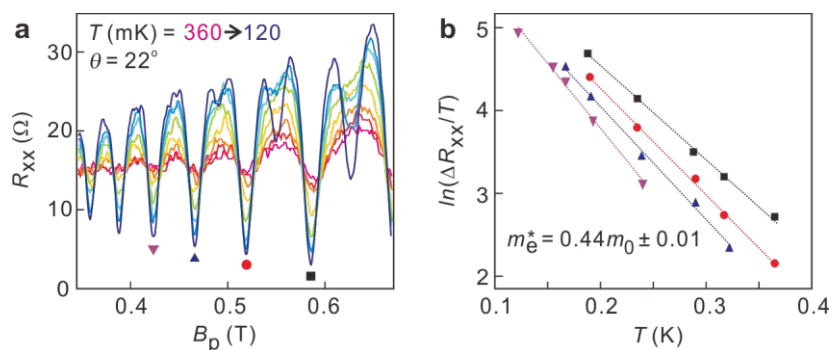 a
T (mK) = 360→120
θ = 22°
R_xx (Ω)
30
20
10
0
0.4
0.5
0.6
B_p (T)
b
ln(ΔR_xx/T)
5
4
3
2
m*_e = 0.44m_0 ± 0.01
0.1
0.2
0.3
0.4
T (K)